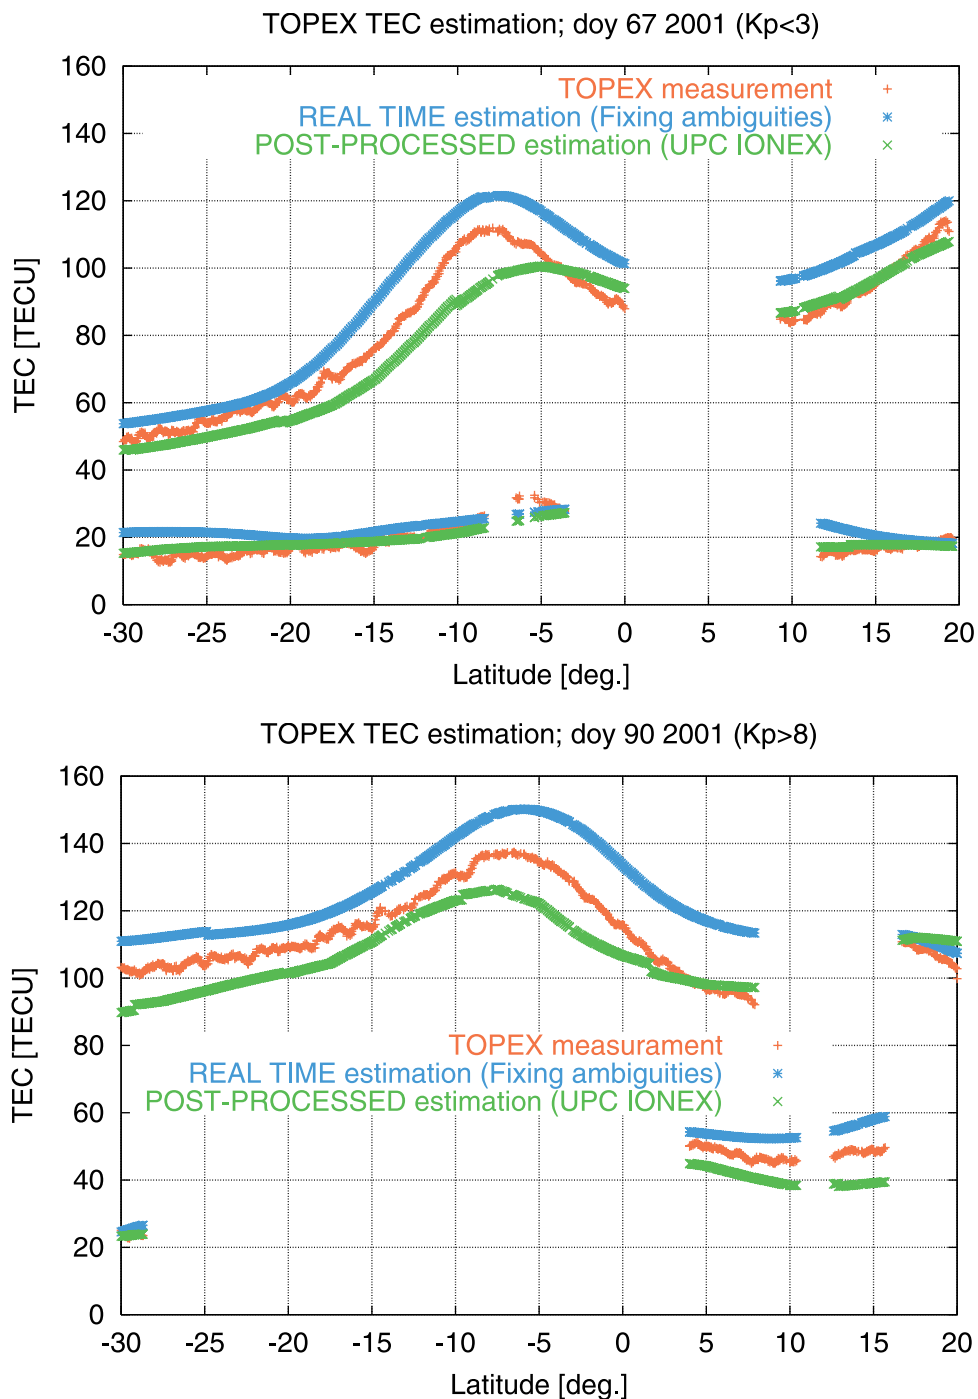 TOPEX TEC estimation; doy 67 2001 (Kp<3)
160
140
120
100
80
60
40
20
0
TEC [TECU]
TOPEX measurement
REAL TIME estimation (Fixing ambiguities)
POST-PROCESSED estimation (UPC IONEX)
-30 -25 -20 -15 -10 -5 0 5 10 15 20
Latitude [deg.]
TOPEX TEC estimation; doy 90 2001 (Kp>8)
160
140
120
100
80
60
40
20
0
TEC [TECU]
TOPEX measurament
REAL TIME estimation (Fixing ambiguities)
POST-PROCESSED estimation (UPC IONEX)
-30 -25 -20 -15 -10 -5 0 5 10 15 20
Latitude [deg.]